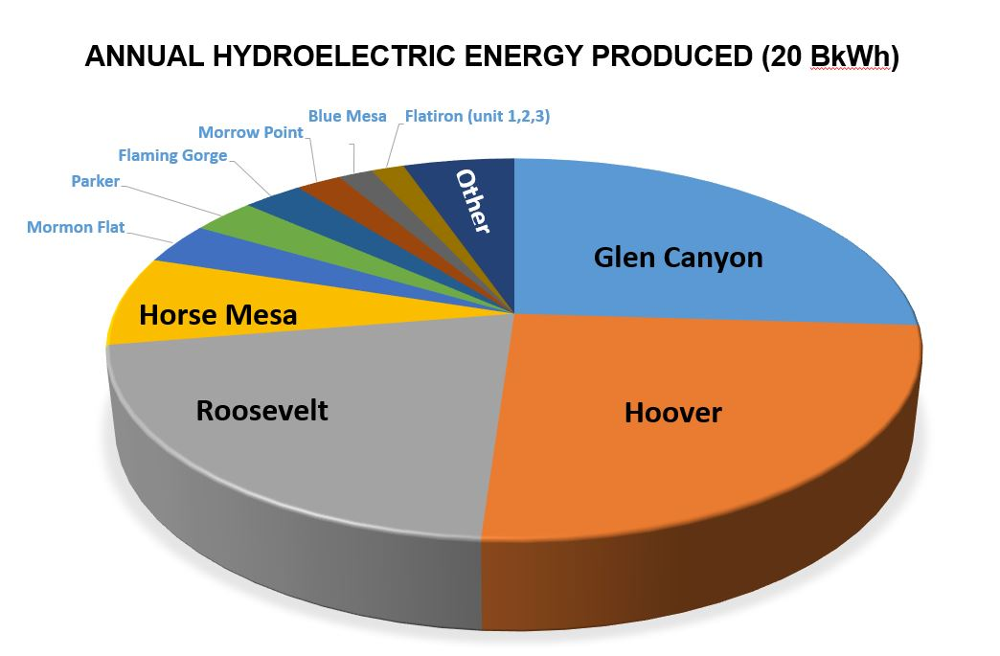 ANNUAL HYDROELECTRIC ENERGY PRODUCED (20 BkWh)
Blue Mesa
Flatiron (unit 1,2,3)
Morrow Point
Flaming Gorge
Parker
Mormon Flat
Other
Glen Canyon
Horse Mesa
Roosevelt
Hoover